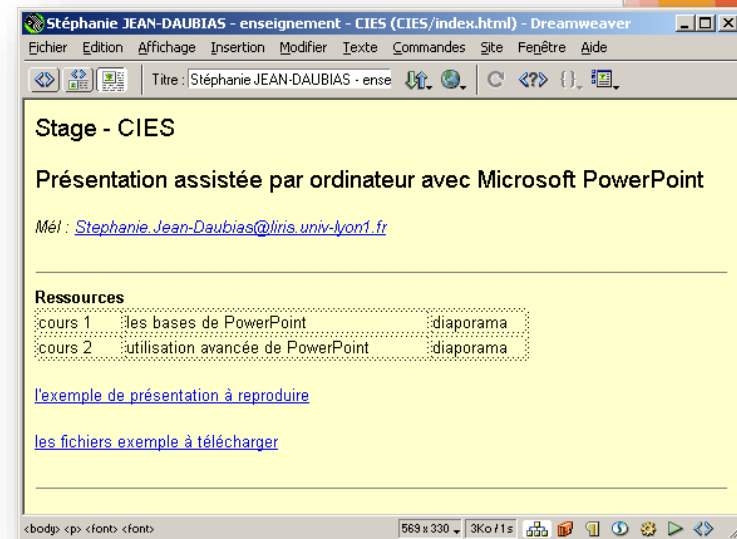 Stéphanie JEAN-DAUBIAS - enseignement - CIES (CIES/index.html) - Dreamweaver
Fichier Edition Affichage Insertion Modifier Texte Commandes Site Fenêtre Aide
Titre : Stéphanie JEAN-DAUBIAS - ense
Stage - CIES
Présentation assistée par ordinateur avec Microsoft PowerPoint
Mél : Stephanie.Jean-Daubias@liris.univ-lyon1.fr
Ressources
cours 1 les bases de PowerPoint diaporama
cours 2 utilisation avancée de PowerPoint diaporama
l'exemple de présentation à reproduire
les fichiers exemple à télécharger
<body> <p> <font> <font> 569 x 330 3Ko / 1 s